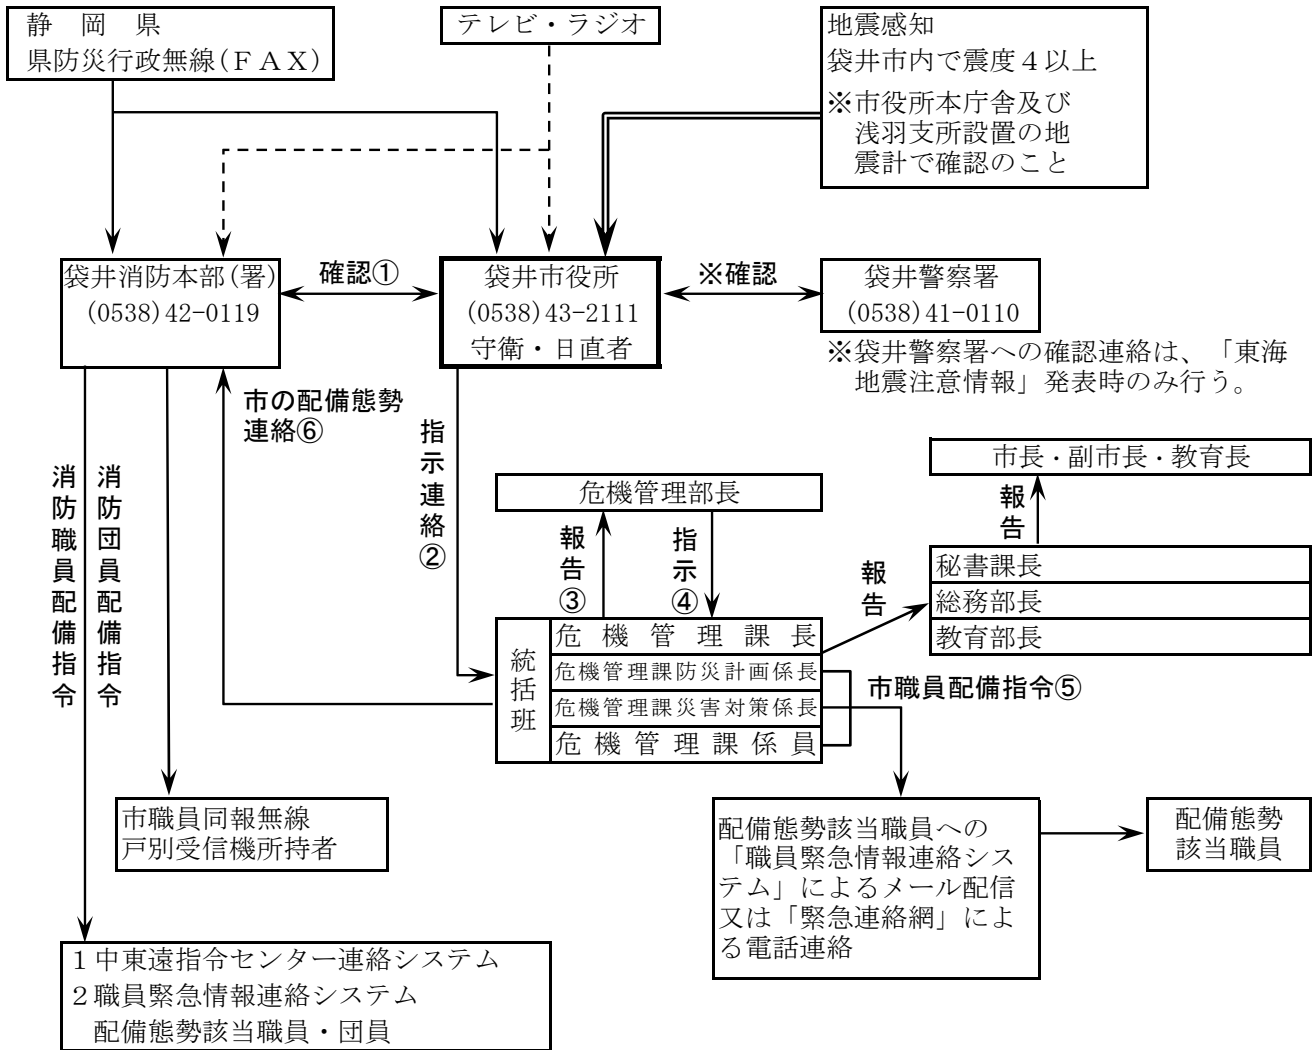 静岡県
県防災行政無線(ＦＡＸ)
テレビ・ラジオ
地震感知
袋井市内で震度４以上
※市役所本庁舎及び
浅羽支所設置の地
震計で確認のこと
袋井消防本部(署)
(0538)42-0119
確認①
袋井市役所
(0538)43-2111
守衛・日直者
※確認
袋井警察署
(0538)41-0110
※袋井警察署への確認連絡は、「東海
地震注意情報」発表時のみ行う。
市の配備態勢
連絡⑥
指示連絡②
消防職員配備指令
消防団員配備指令
危機管理部長
報告③
指示④
市長・副市長・教育長
報告
秘書課長
総務部長
教育部長
報告
統括班
危機管理課長
危機管理課防災計画係長
危機管理課災害対策係長
危機管理課係員
市職員配備指令⑤
市職員同報無線
戸別受信機所持者
配備態勢該当職員への
「職員緊急情報連絡シス
テム」によるメール配信
又は「緊急連絡網」によ
る電話連絡
配備態勢
該当職員
１中東遠指令センター連絡システム
２職員緊急情報連絡システム
配備態勢該当職員・団員